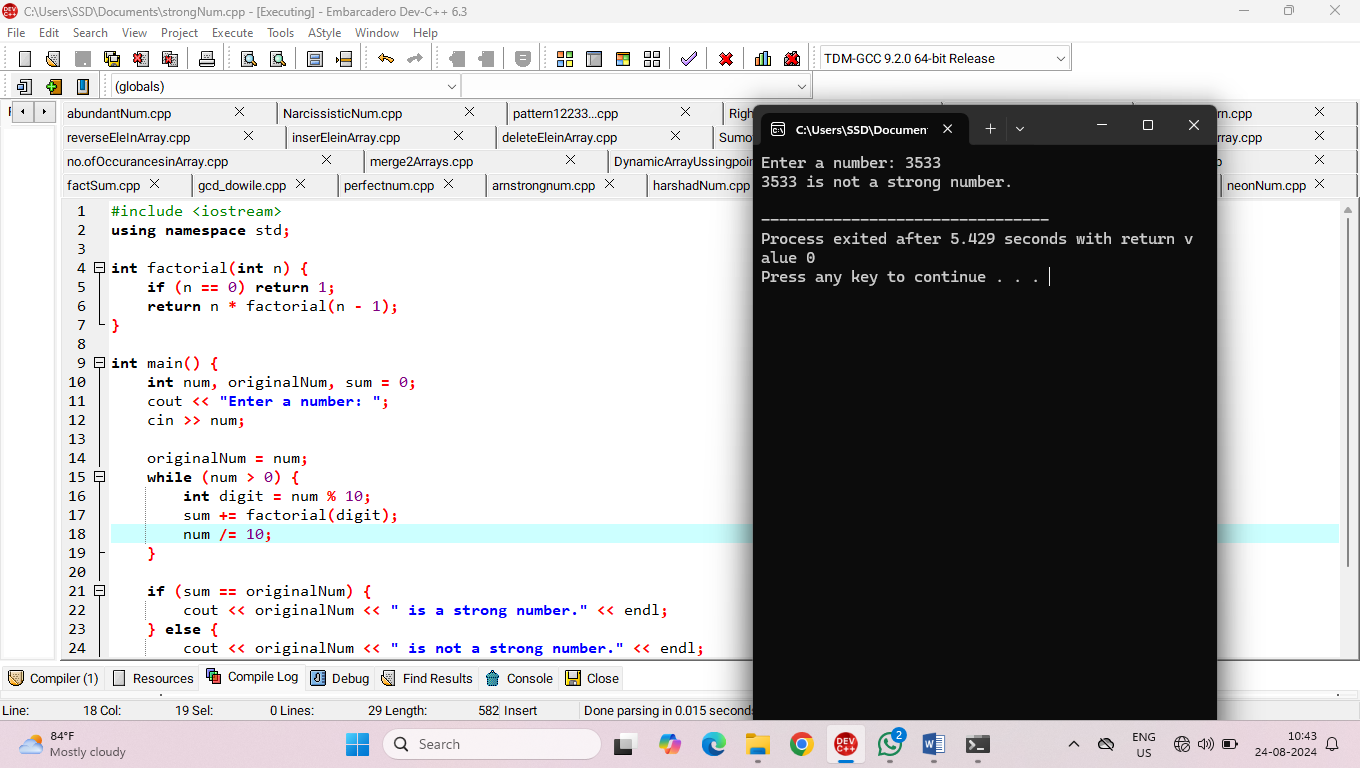 C:\Users\SSD\Documents\strongNum.cpp - [Executing] - Embarcadero Dev-C++ 6.3
File Edit Search View Project Execute Tools AStyle Window Help
TDM-GCC 9.2.0 64-bit Release
(globals)
abundantNum.cpp NarcissisticNum.cpp pattern12233...cpp Righ rn.cpp
reverseEleInArray.cpp inserEleinArray.cpp deleteEleinArray.cpp Sumo rray.cpp
no.ofOccurancesinArray.cpp merge2Arrays.cpp DynamicArrayUssingpoin
factSum.cpp gcd_dowile.cpp perfectnum.cpp arnstrongnum.cpp harshadNum.cpp neonNum.cpp
1 #include <iostream>
2 using namespace std;
3
4 int factorial(int n) {
5 if (n == 0) return 1;
6 return n * factorial(n - 1);
7 }
8
9 int main() {
10 int num, originalNum, sum = 0;
11 cout << "Enter a number: ";
12 cin >> num;
13
14 originalNum = num;
15 while (num > 0) {
16 int digit = num % 10;
17 sum += factorial(digit);
18 num /= 10;
19 }
20
21 if (sum == originalNum) {
22 cout << originalNum << " is a strong number." << endl;
23 } else {
24 cout << originalNum << " is not a strong number." << endl;
C:\Users\SSD\Documen
Enter a number: 3533
3533 is not a strong number.
--------------------------------
Process exited after 5.429 seconds with return v
alue 0
Press any key to continue . . .
Compiler (1) Resources Compile Log Debug Find Results Console Close
Line: 18 Col: 19 Sel: 0 Lines: 29 Length: 582 Insert Done parsing in 0.015 seconds
84°F
Mostly cloudy
Search
DEV
C++
2
ENG
US
10:43
24-08-2024